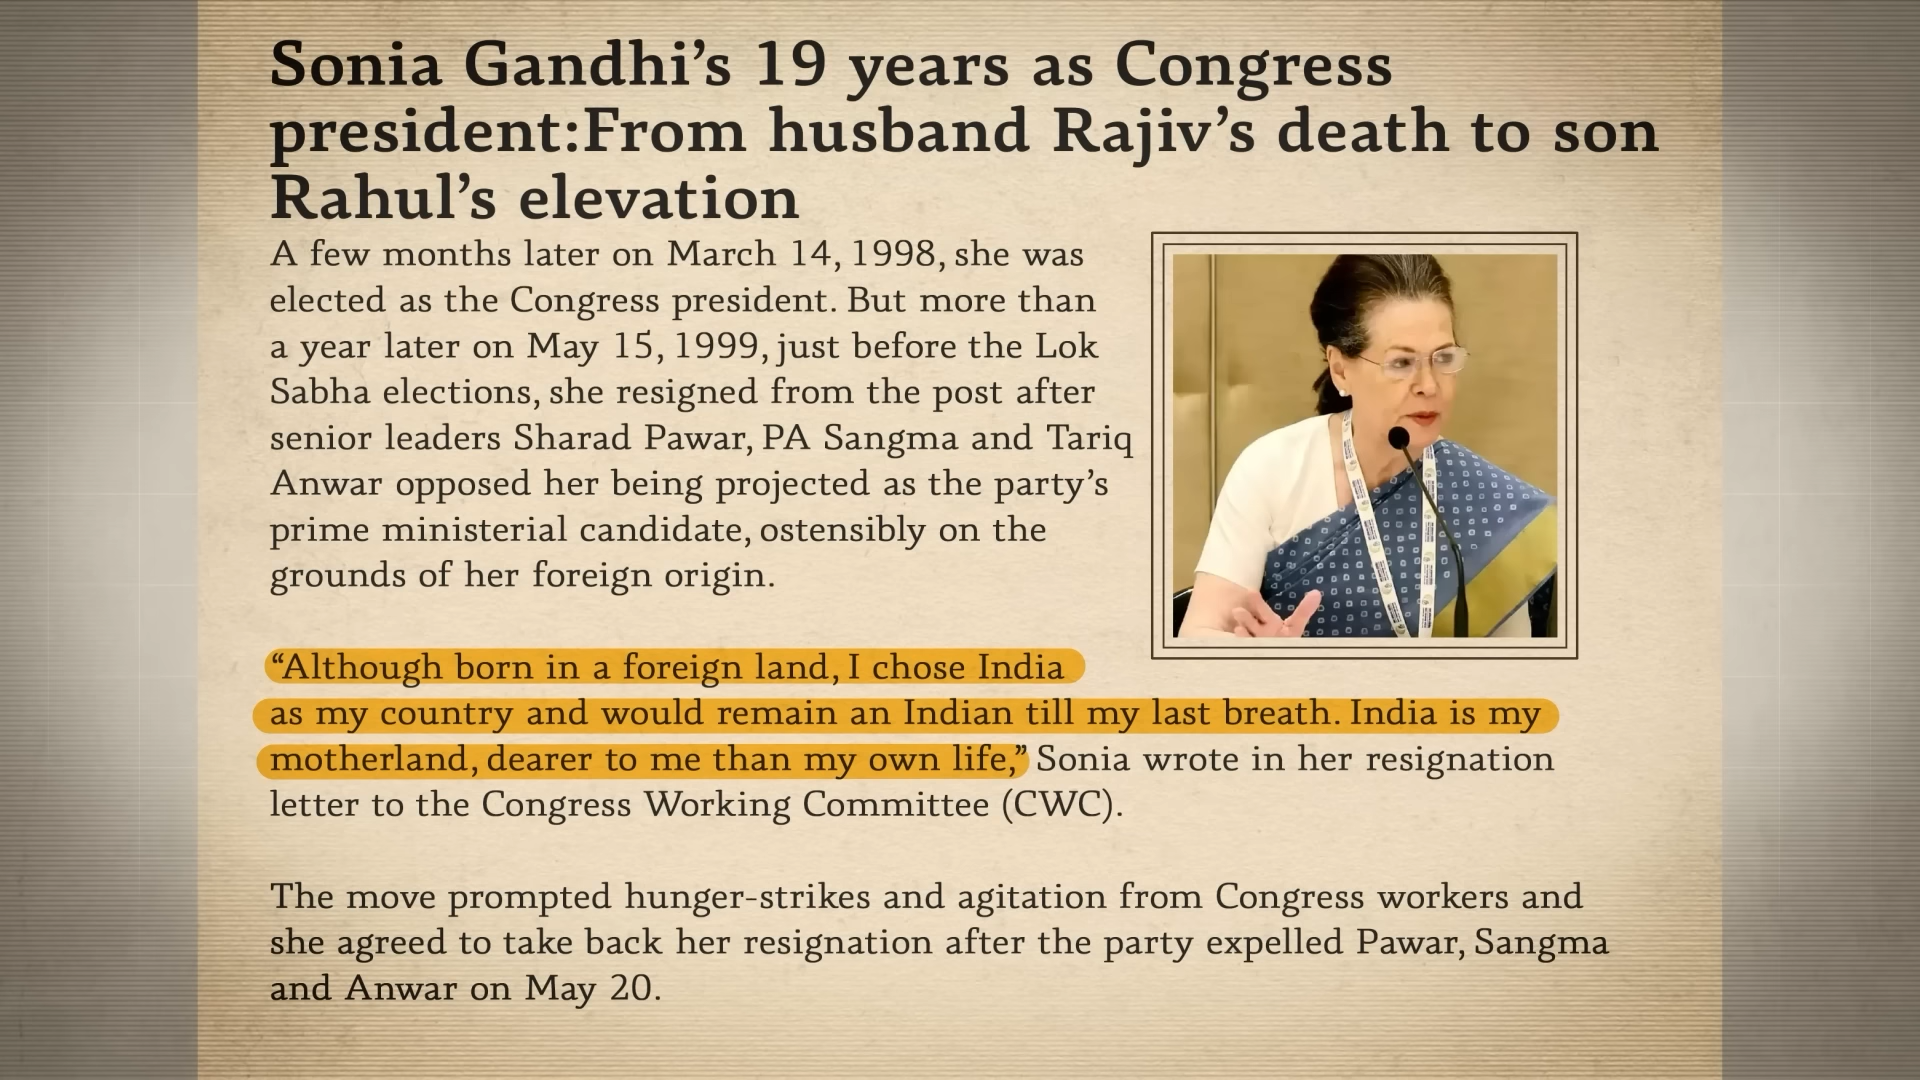 Sonia Gandhi’s 19 years as Congress
president:From husband Rajiv’s death to son
Rahul’s elevation
A few months later on March 14, 1998, she was
elected as the Congress president. But more than
a year later on May 15, 1999, just before the Lok
Sabha elections, she resigned from the post after
senior leaders Sharad Pawar, PA Sangma and Tariq
Anwar opposed her being projected as the party’s
prime ministerial candidate, ostensibly on the
grounds of her foreign origin.
“Although born in a foreign land, I chose India
as my country and would remain an Indian till my last breath. India is my
motherland, dearer to me than my own life,” Sonia wrote in her resignation
letter to the Congress Working Committee (CWC).
The move prompted hunger-strikes and agitation from Congress workers and
she agreed to take back her resignation after the party expelled Pawar, Sangma
and Anwar on May 20.